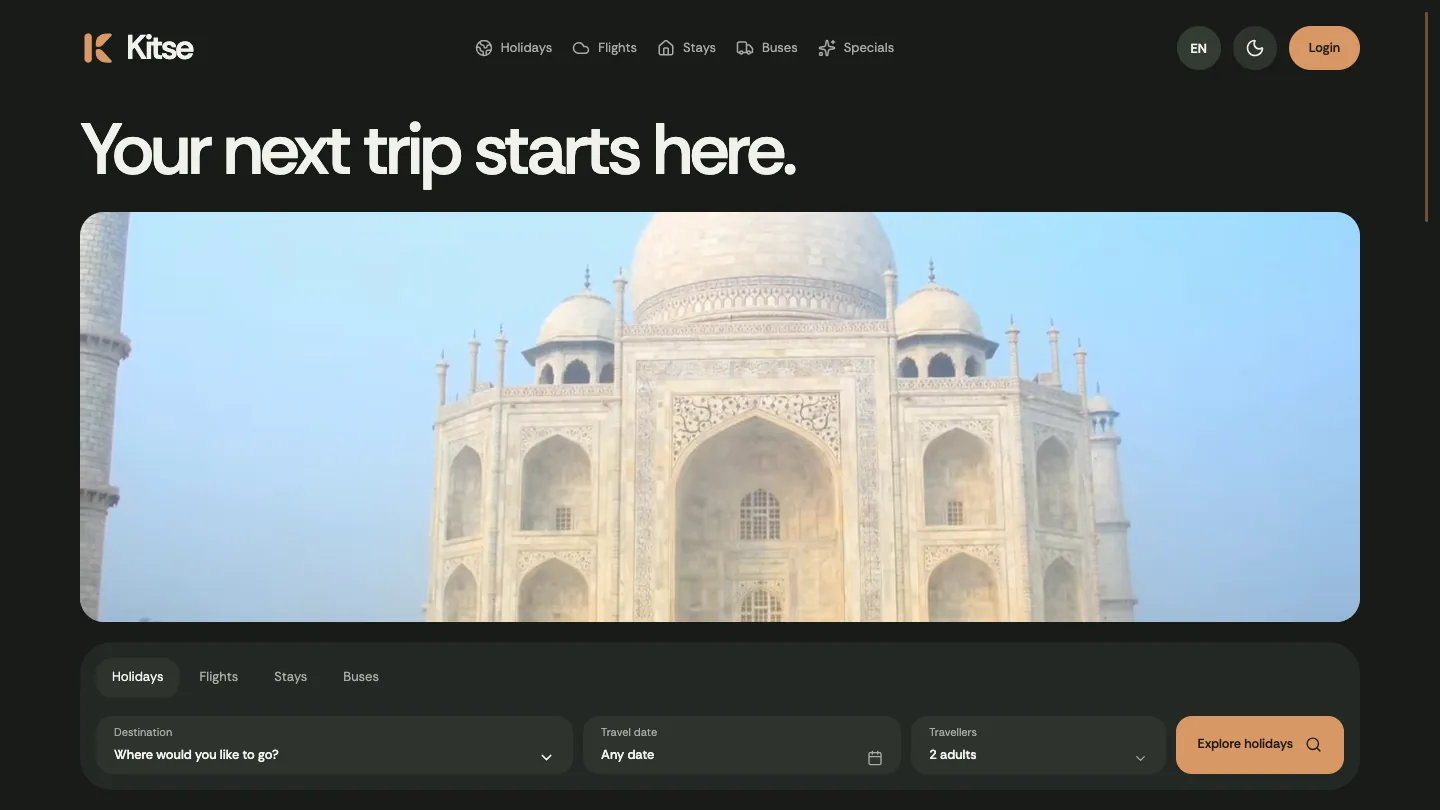 Kitse
Holidays
Flights
Stays
Buses
Specials
EN
Login
Your next trip starts here.
Holidays
Flights
Stays
Buses
Destination
Where would you like to go?
Travel date
Any date
Travellers
2 adults
Explore holidays